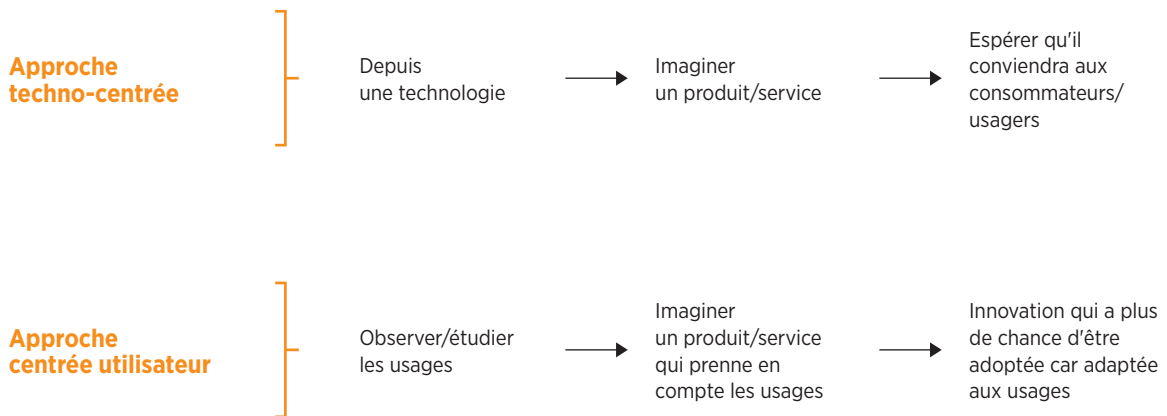 Approche
techno-centrée
Depuis
une technologie
Imaginer
un produit/service
Espérer qu'il
conviendra aux
consommateurs/
usagers
Approche
centrée utilisateur
Observer/étudier
les usages
Imaginer
un produit/service
qui prenne en
compte les usages
Innovation qui a plus
de chance d'être
adoptée car adaptée
aux usages